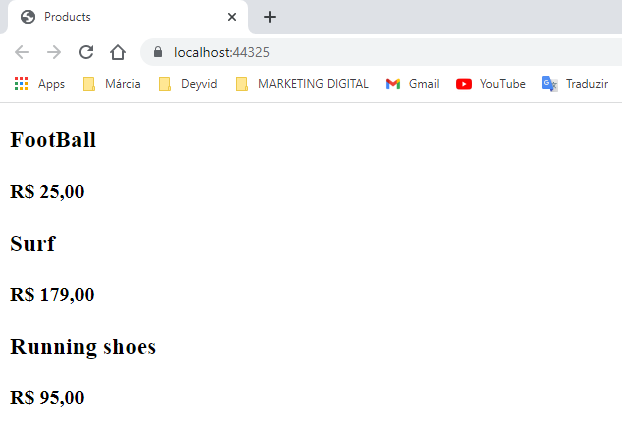 Products
localhost:44325
Apps Márcia Deyvid MARKETING DIGITAL Gmail YouTube Traduzir
FootBall
R$ 25,00
Surf
R$ 179,00
Running shoes
R$ 95,00